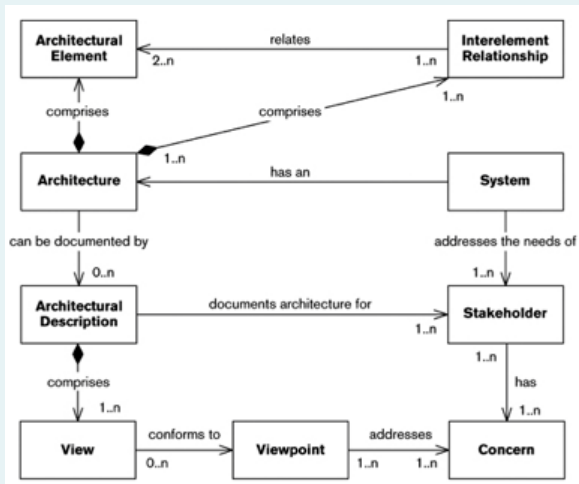 Architectural
Element
relates
2..n
1..n
Interelement
Relationship
comprises
comprises
1..n
1..n
Architecture
has an
System
can be documented by
0..n
addresses the needs of
1..n
Architectural
Description
documents architecture for
1..n
Stakeholder
comprises
1..n
1..n
has
1..n
View
conforms to
0..n
Viewpoint
addresses
1..n
1..n
Concern